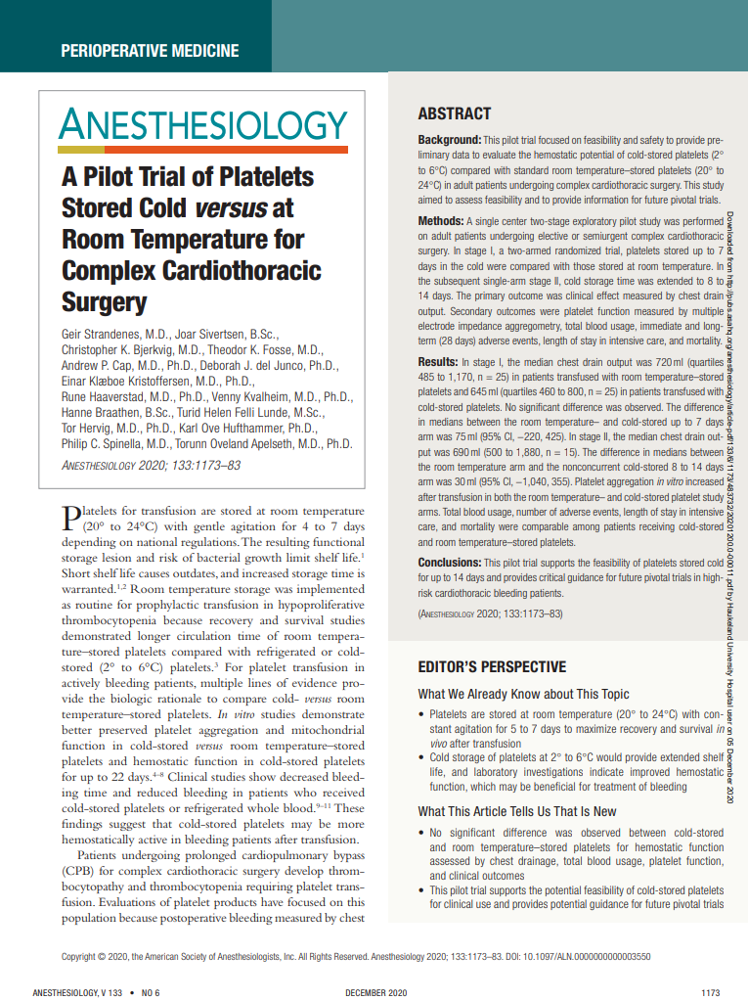 PERIOPERATIVE MEDICINE
ANESTHESIOLOGY
A Pilot Trial of Platelets
Stored Cold versus at
Room Temperature for
Complex Cardiothoracic
Surgery
Geir Strandenes, M.D., Joar Sivertsen, B.Sc.,
Christopher K. Bjerkvig, M.D., Theodor K. Fosse, M.D.,
Andrew P. Cap, M.D., Ph.D., Deborah J. del Junco, Ph.D.,
Einar Klæboe Kristoffersen, M.D., Ph.D.,
Rune Haaverstad, M.D., Ph.D., Venny Kvalheim, M.D., Ph.D.,
Hanne Braathen, B.Sc., Turid Helen Felli Lunde, M.Sc.,
Tor Hervig, M.D., Ph.D., Karl Ove Hufthammer, Ph.D.,
Philip C. Spinella, M.D., Torunn Oveland Apelseth, M.D., Ph.D.
ANESTHESIOLOGY 2020; 133:1173–83
Platelets for transfusion are stored at room temperature
(20° to 24°C) with gentle agitation for 4 to 7 days
depending on national regulations. The resulting functional
storage lesion and risk of bacterial growth limit shelf life.1
Short shelf life causes outdates, and increased storage time is
warranted.1,2 Room temperature storage was implemented
as routine for prophylactic transfusion in hypoproliferative
thrombocytopenia because recovery and survival studies
demonstrated longer circulation time of room tempera-
ture–stored platelets compared with refrigerated or cold-
stored (2° to 6°C) platelets.3 For platelet transfusion in
actively bleeding patients, multiple lines of evidence pro-
vide the biologic rationale to compare cold- versus room
temperature–stored platelets. In vitro studies demonstrate
better preserved platelet aggregation and mitochondrial
function in cold-stored versus room temperature–stored
platelets and hemostatic function in cold-stored platelets
for up to 22 days.4–8 Clinical studies show decreased bleed-
ing time and reduced bleeding in patients who received
cold-stored platelets or refrigerated whole blood.9–11 These
findings suggest that cold-stored platelets may be more
hemostatically active in bleeding patients after transfusion.
Patients undergoing prolonged cardiopulmonary bypass
(CPB) for complex cardiothoracic surgery develop throm-
bocytopathy and thrombocytopenia requiring platelet trans-
fusion. Evaluations of platelet products have focused on this
population because postoperative bleeding measured by chest
ABSTRACT
Background: This pilot trial focused on feasibility and safety to provide pre-
liminary data to evaluate the hemostatic potential of cold-stored platelets (2°
to 6°C) compared with standard room temperature–stored platelets (20° to
24°C) in adult patients undergoing complex cardiothoracic surgery. This study
aimed to assess feasibility and to provide information for future pivotal trials.
Methods: A single center two-stage exploratory pilot study was performed
on adult patients undergoing elective or semiurgent complex cardiothoracic
surgery. In stage I, a two-armed randomized trial, platelets stored up to 7
days in the cold were compared with those stored at room temperature. In
the subsequent single-arm stage II, cold storage time was extended to 8 to
14 days. The primary outcome was clinical effect measured by chest drain
output. Secondary outcomes were platelet function measured by multiple
electrode impedance aggregometry, total blood usage, immediate and long-
term (28 days) adverse events, length of stay in intensive care, and mortality.
Results: In stage I, the median chest drain output was 720 ml (quartiles
485 to 1,170, n = 25) in patients transfused with room temperature–stored
platelets and 645 ml (quartiles 460 to 800, n = 25) in patients transfused with
cold-stored platelets. No significant difference was observed. The difference
in medians between the room temperature– and cold-stored up to 7 days
arm was 75 ml (95% CI, −220, 425). In stage II, the median chest drain out-
put was 690 ml (500 to 1,880, n = 15). The difference in medians between
the room temperature arm and the nonconcurrent cold-stored 8 to 14 days
arm was 30 ml (95% CI, −1,040, 355). Platelet aggregation in vitro increased
after transfusion in both the room temperature– and cold-stored platelet study
arms. Total blood usage, number of adverse events, length of stay in intensive
care, and mortality were comparable among patients receiving cold-stored
and room temperature–stored platelets.
Conclusions: This pilot trial supports the feasibility of platelets stored cold
for up to 14 days and provides critical guidance for future pivotal trials in high-
risk cardiothoracic bleeding patients.
(ANESTHESIOLOGY 2020; 133:1173–83)
EDITOR'S PERSPECTIVE
What We Already Know about This Topic
• Platelets are stored at room temperature (20° to 24°C) with con-
stant agitation for 5 to 7 days to maximize recovery and survival in
vivo after transfusion
• Cold storage of platelets at 2° to 6°C would provide extended shelf
life, and laboratory investigations indicate improved hemostatic
function, which may be beneficial for treatment of bleeding
What This Article Tells Us That Is New
• No significant difference was observed between cold-stored
and room temperature–stored platelets for hemostatic function
assessed by chest drainage, total blood usage, platelet function,
and clinical outcomes
• This pilot trial supports the potential feasibility of cold-stored platelets
for clinical use and provides potential guidance for future pivotal trials
Downloaded from http://pubs.asahq.org/anesthesiology/article-pdf/133/6/1173/483732/20201200.0-00011.pdf by Haukeland University Hospital user on 05 December 2020
Copyright © 2020, the American Society of Anesthesiologists, Inc. All Rights Reserved. Anesthesiology 2020; 133:1173–83. DOI: 10.1097/ALN.0000000000003550
ANESTHESIOLOGY, V 133 • NO 6
DECEMBER 2020
1173